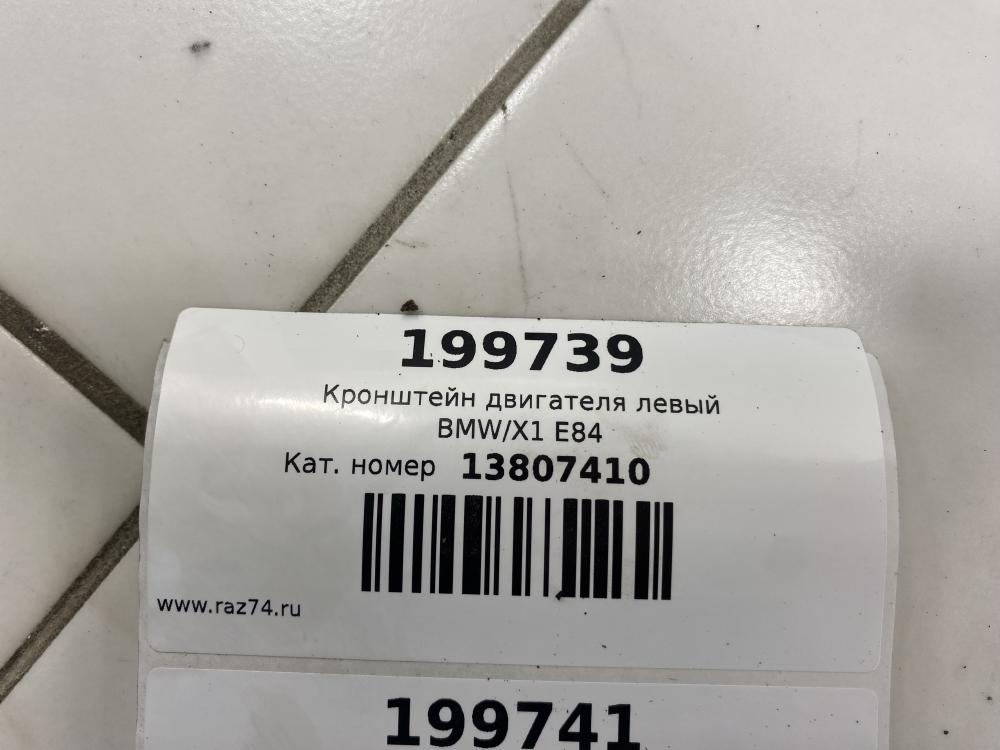 199739
Кронштейн двигателя левый
BMW/X1 E84
Кат. номер 13807410
www.raz74.ru
199741